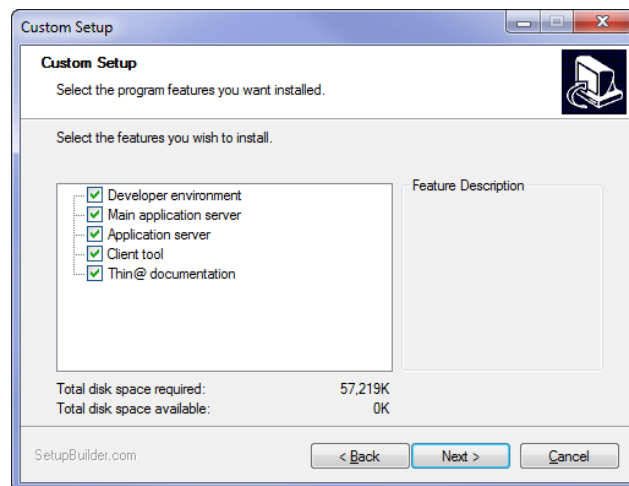 Custom Setup
Custom Setup
Select the program features you want installed.
Select the features you wish to install.
Developer environment
Main application server
Application server
Client tool
Thin@ documentation
Feature Description
Total disk space required: 57,219K
Total disk space available: 0K
SetupBuilder.com
< Back
Next >
Cancel